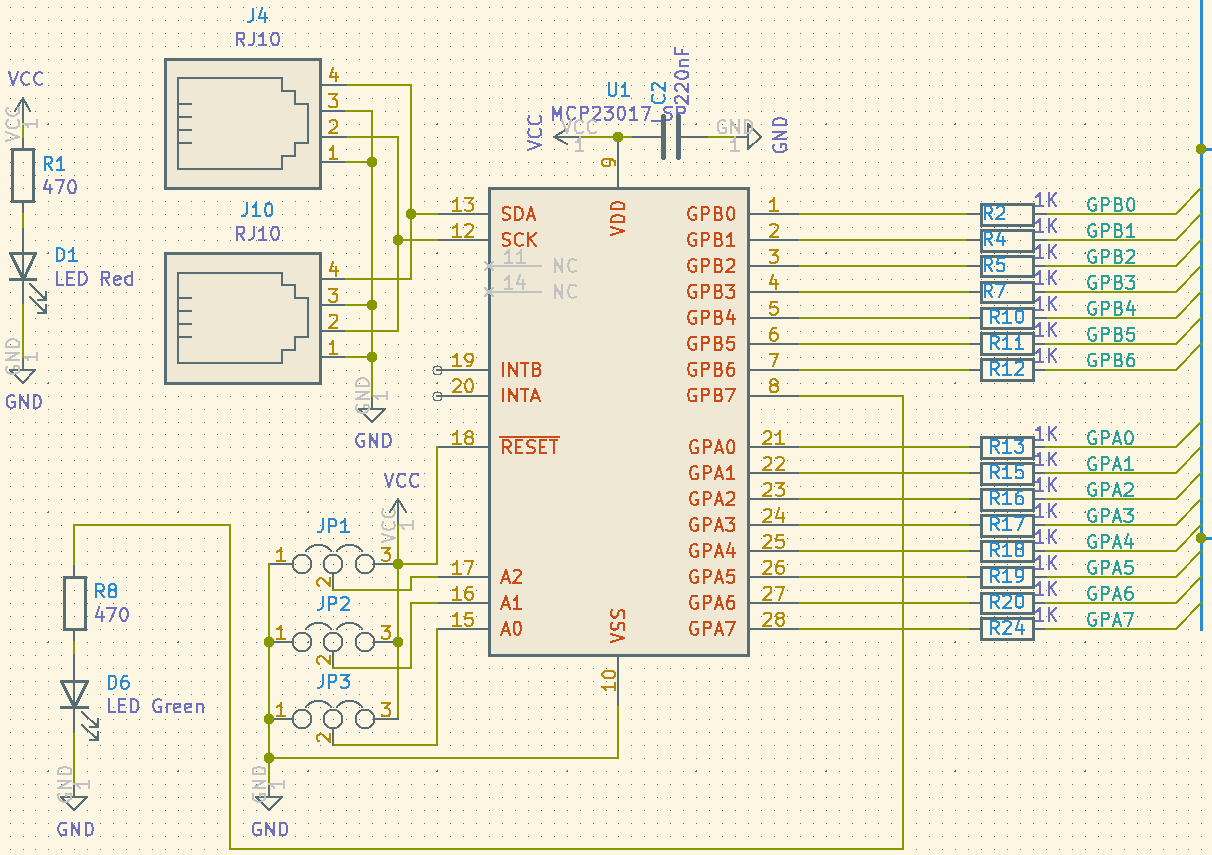 J4
RJ10
4
3
2
1
J10
RJ10
4
3
2
1
GND
1
GND
VCC
VCC
1
R1
470
D1
LED Red
GND
1
GND
U1
MCP23017_SP
C2
220nF
VCC
VCC
1
GND
1
GND
9
VDD
13 SDA
12 SCK
11 NC
14 NC
19 INTB
20 INTA
18 RESET
17 A2
16 A1
15 A0
VSS
10
GPB0 1 R2 1K GPB0
GPB1 2 R4 1K GPB1
GPB2 3 R5 1K GPB2
GPB3 4 R7 1K GPB3
GPB4 5 R10 1K GPB4
GPB5 6 R11 1K GPB5
GPB6 7 R12 1K GPB6
GPB7 8
GPA0 21 R13 1K GPA0
GPA1 22 R15 1K GPA1
GPA2 23 R16 1K GPA2
GPA3 24 R17 1K GPA3
GPA4 25 R18 1K GPA4
GPA5 26 R19 1K GPA5
GPA6 27 R20 1K GPA6
GPA7 28 R24 1K GPA7
VCC
VCC
1
JP1
1 2 3
JP2
1 2 3
JP3
1 2 3
GND
1
GND
R8
470
D6
LED Green
GND
1
GND